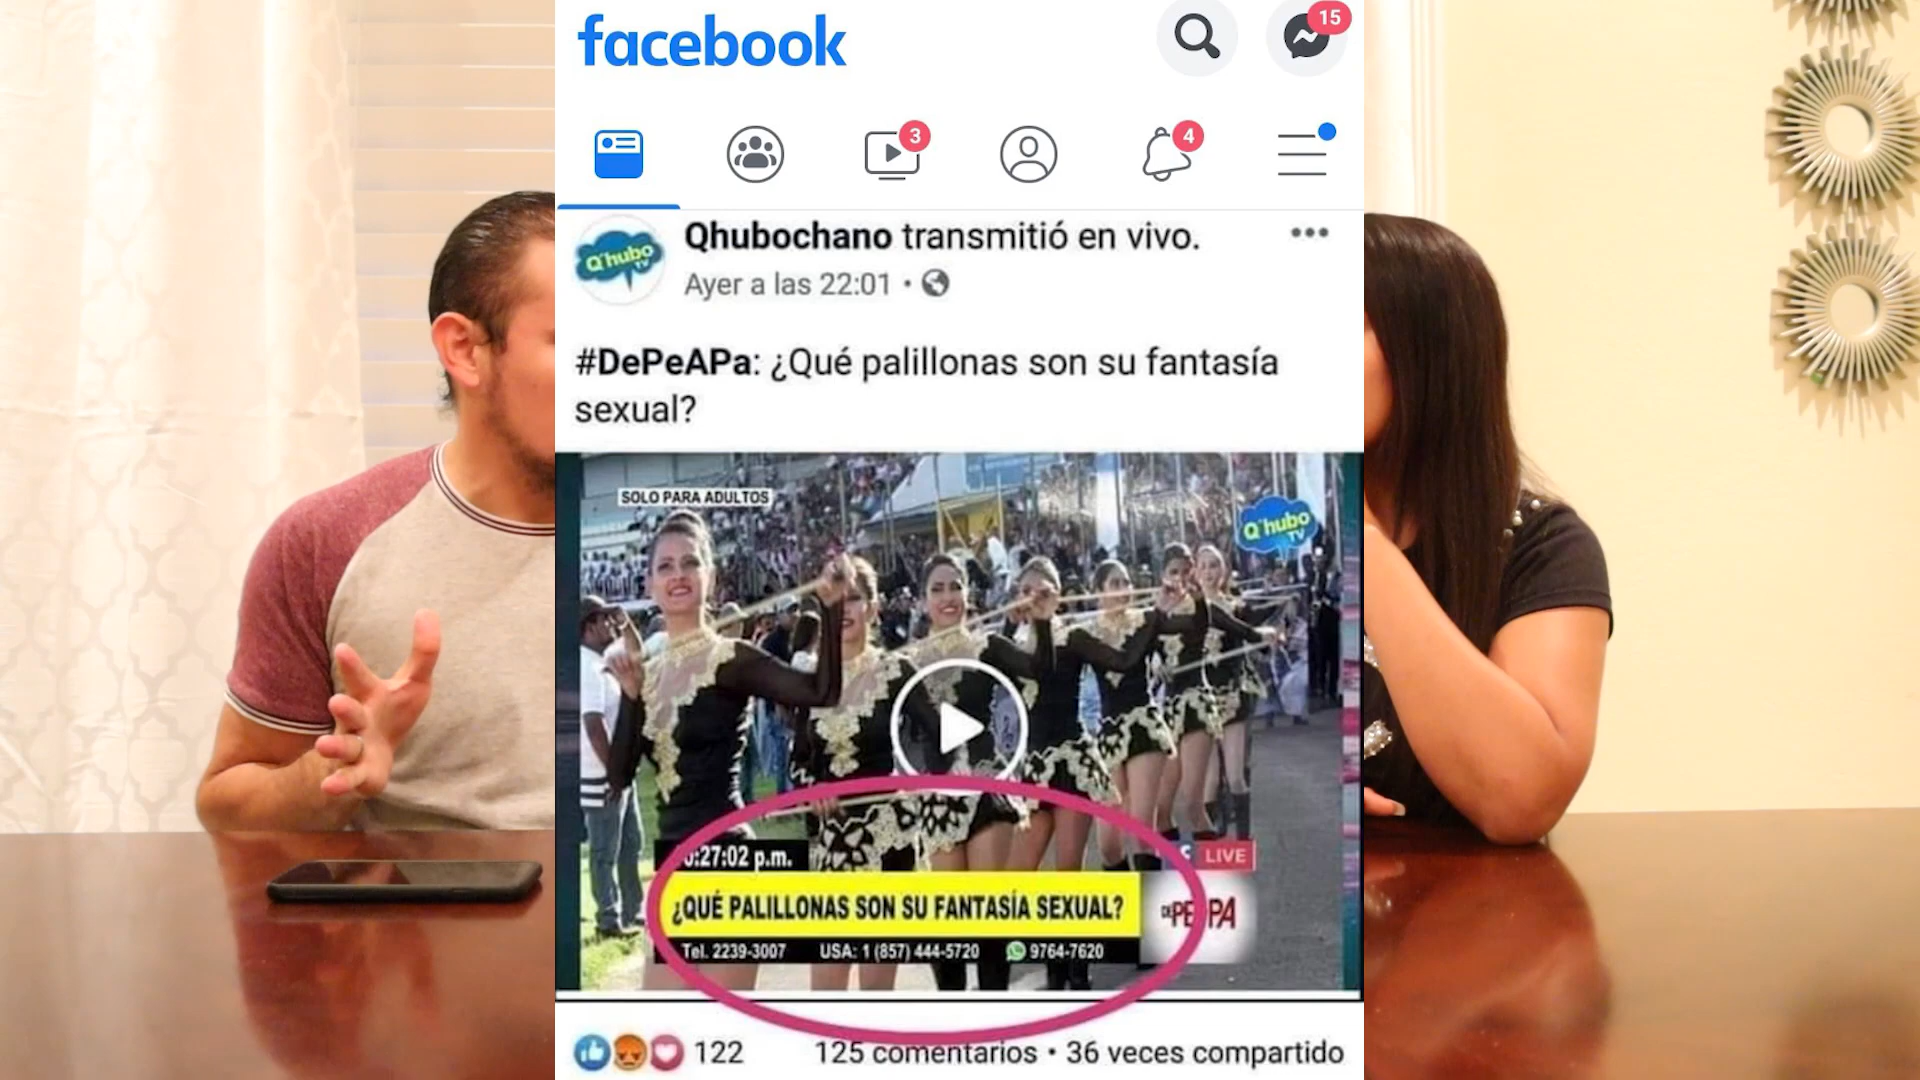 facebook
15
3
4
Q'hubo
TV
Qhubochano transmitió en vivo.
Ayer a las 22:01 •
#DePeAPa: ¿Qué palillonas son su fantasía
sexual?
SOLO PARA ADULTOS
Q'hubo
TV
:27:02 p.m.
LIVE
¿QUÉ PALILLONAS SON SU FANTASÍA SEXUAL?
Tel. 2239-3007 USA: 1 (857) 444-5720 9764-7620
122 125 comentarios • 36 veces compartido